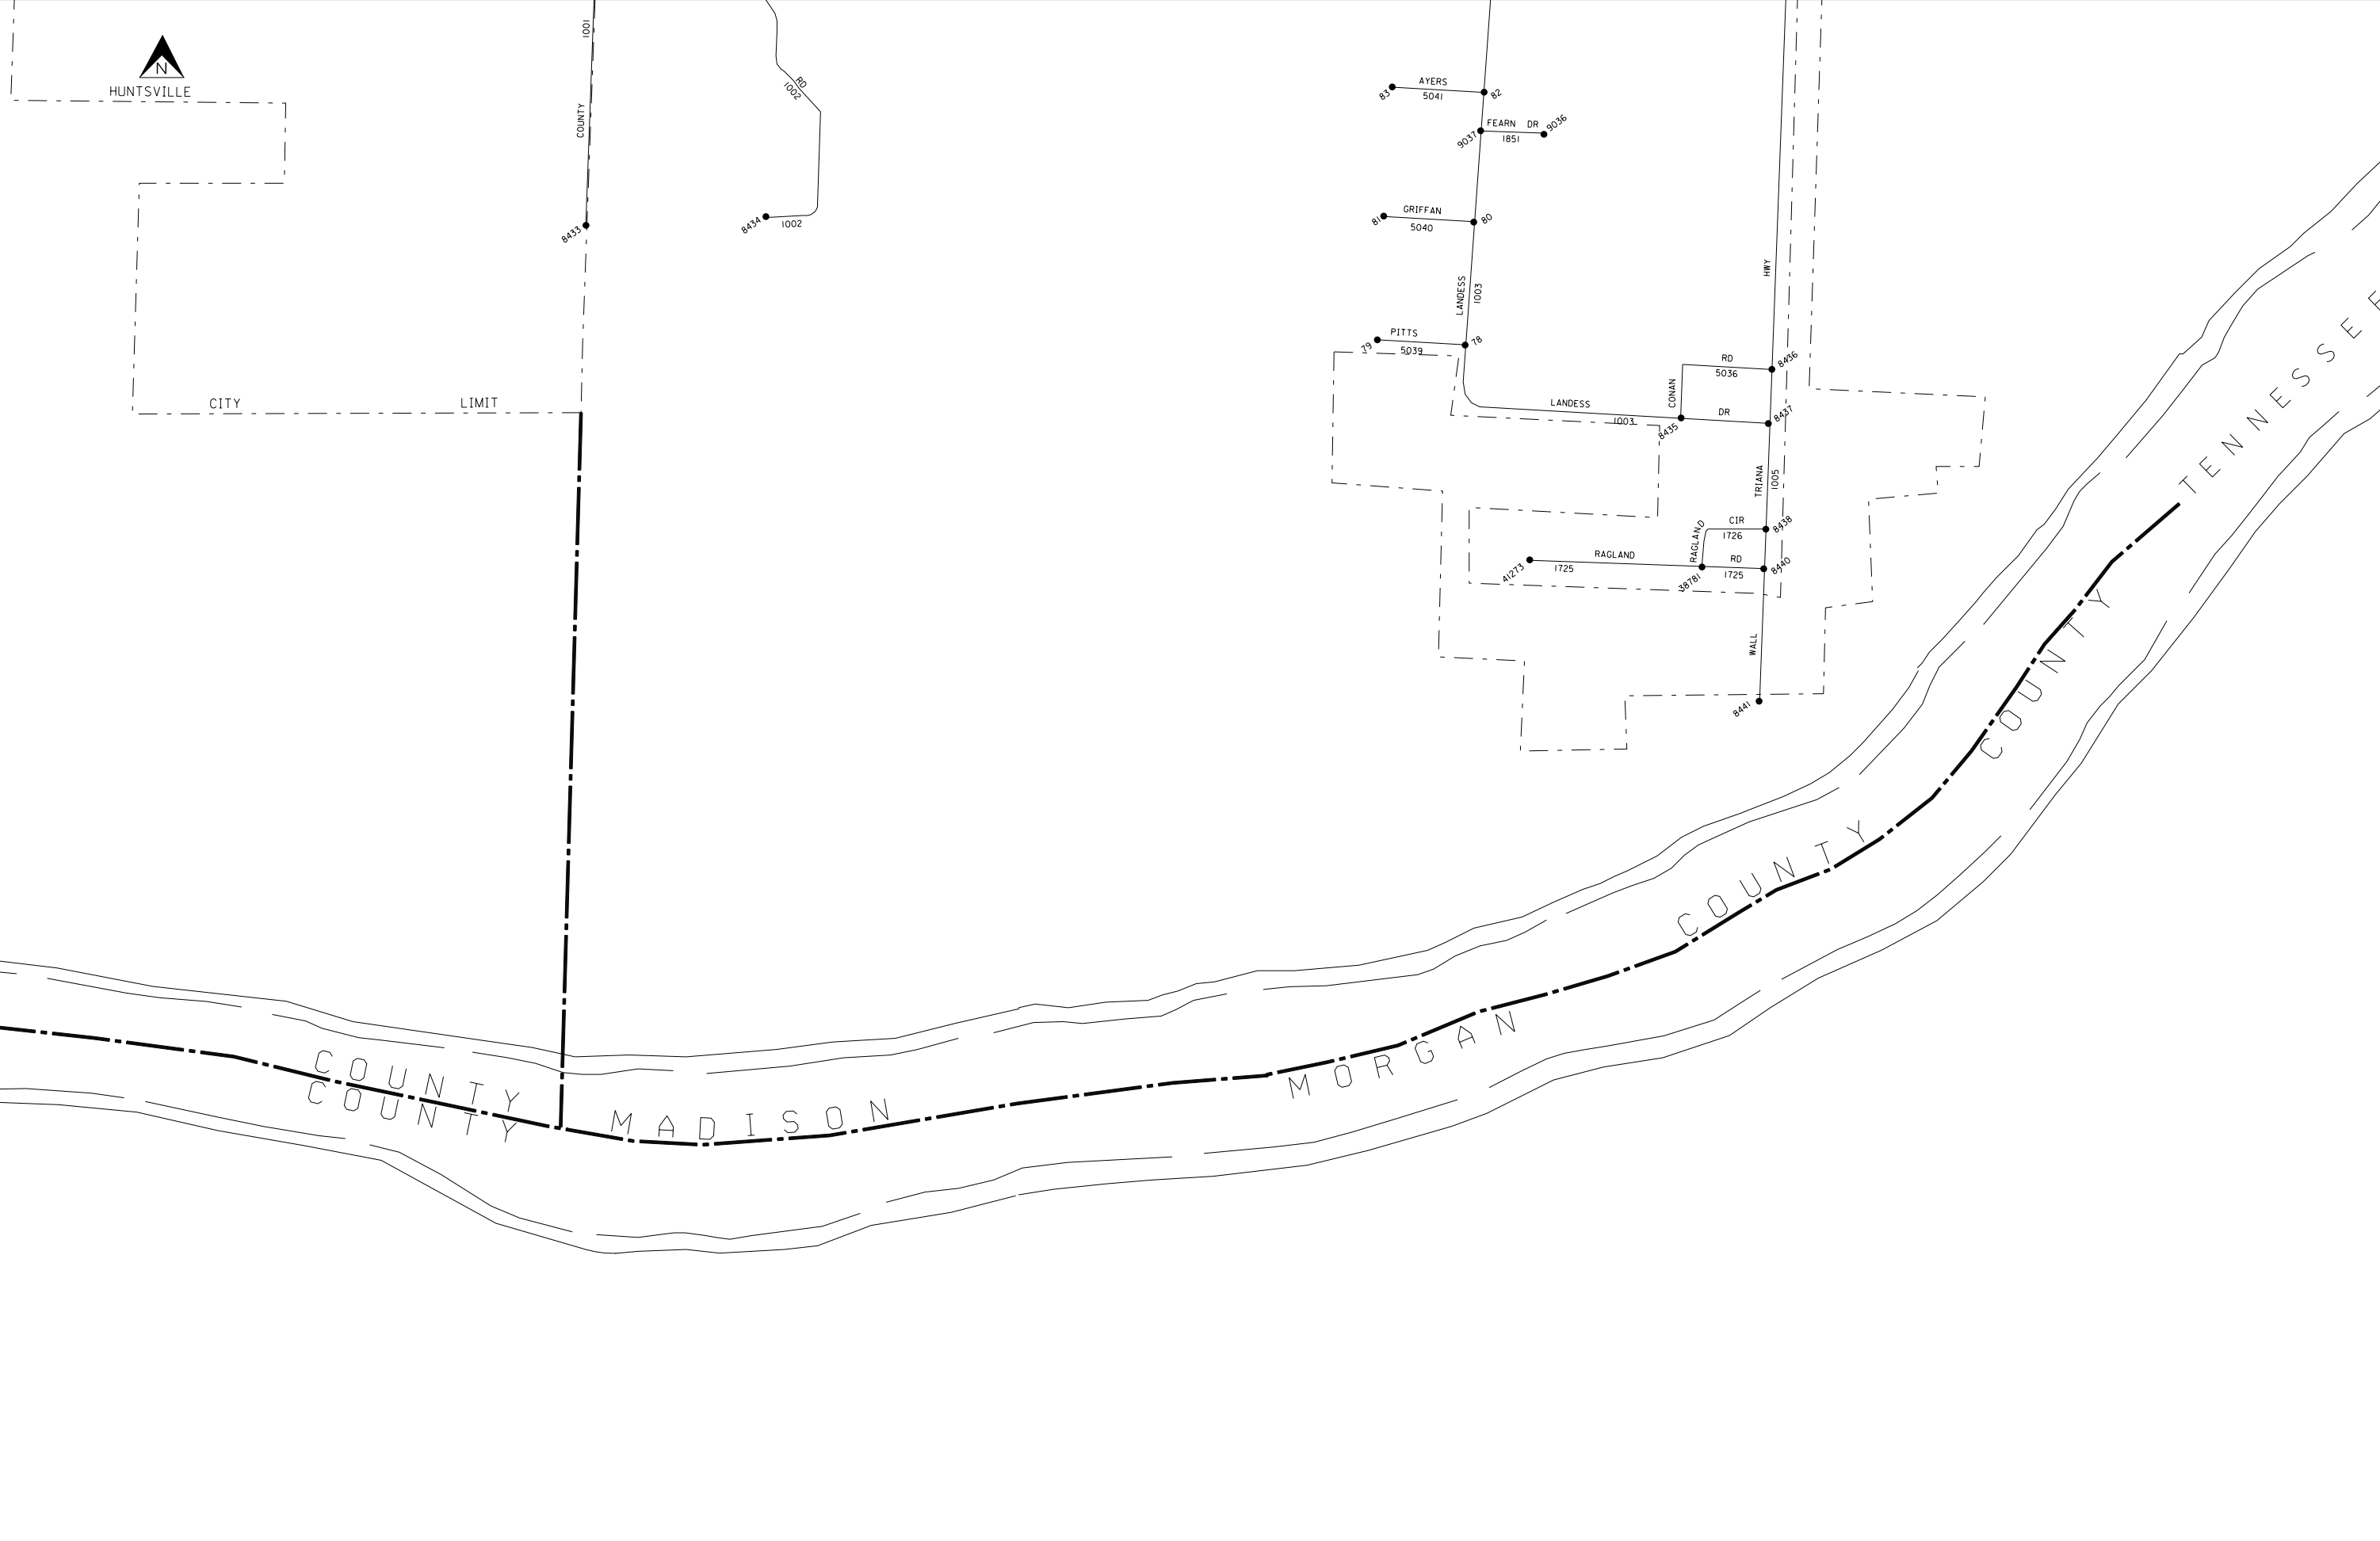 N
HUNTSVILLE
CITY LIMIT
1001
COUNTY
8433
RD
1002
8434
1002
AYERS
83
5041
82
FEARN DR
9037
1851
9036
GRIFFAN
81
5040
80
LANDESS
1003
PITTS
79
5039
78
LANDESS
1003
CONAN
RD
5036
8436
DR
8435
8437
HWY
TRIANA
1005
CIR
RAGLAND
1726
8438
RAGLAND
41273
1725
RD
38781
1725
8440
WALL
8441
TENNESSEE
COUNTY
COUNTY
MORGAN
MADISON
COUNTY
COUNTY